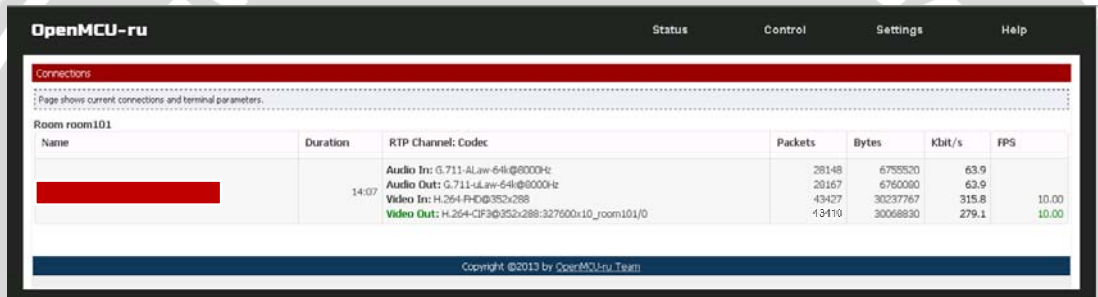 OpenMCU-ru Status Control Settings Help
Connections
Page shows current connections and terminal parameters.
Room room101
Name Duration RTP Channel: Codec Packets Bytes Kbit/s FPS
Audio In: G.711-ALaw-64k@8000Hz 28148 6755520 63.9
14:07 Audio Out: G.711-uLaw-64k@8000Hz 28167 6760080 63.9
Video In: H.264-FHD@352x288 43427 30237767 315.8 10.00
Video Out: H.264-CIF3@352x288:327600x10_room101/0 43410 30068830 279.1 10.00
Copyright ©2013 by OpenMCU-ru Team